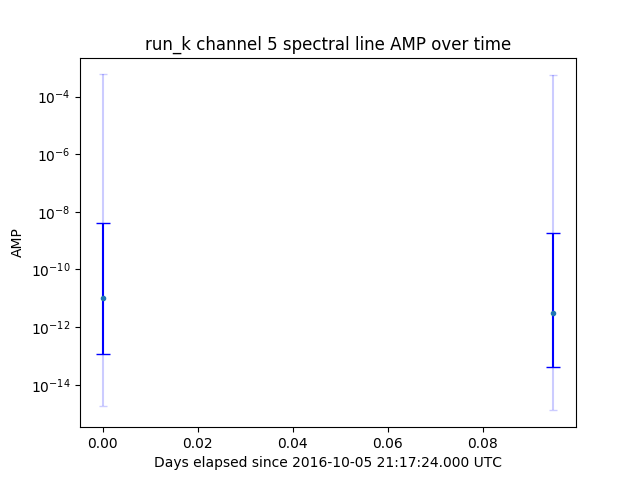 run_k channel 5 spectral line AMP over time
AMP
10⁻⁴
10⁻⁶
10⁻⁸
10⁻¹⁰
10⁻¹²
10⁻¹⁴
0.00 0.02 0.04 0.06 0.08
Days elapsed since 2016-10-05 21:17:24.000 UTC